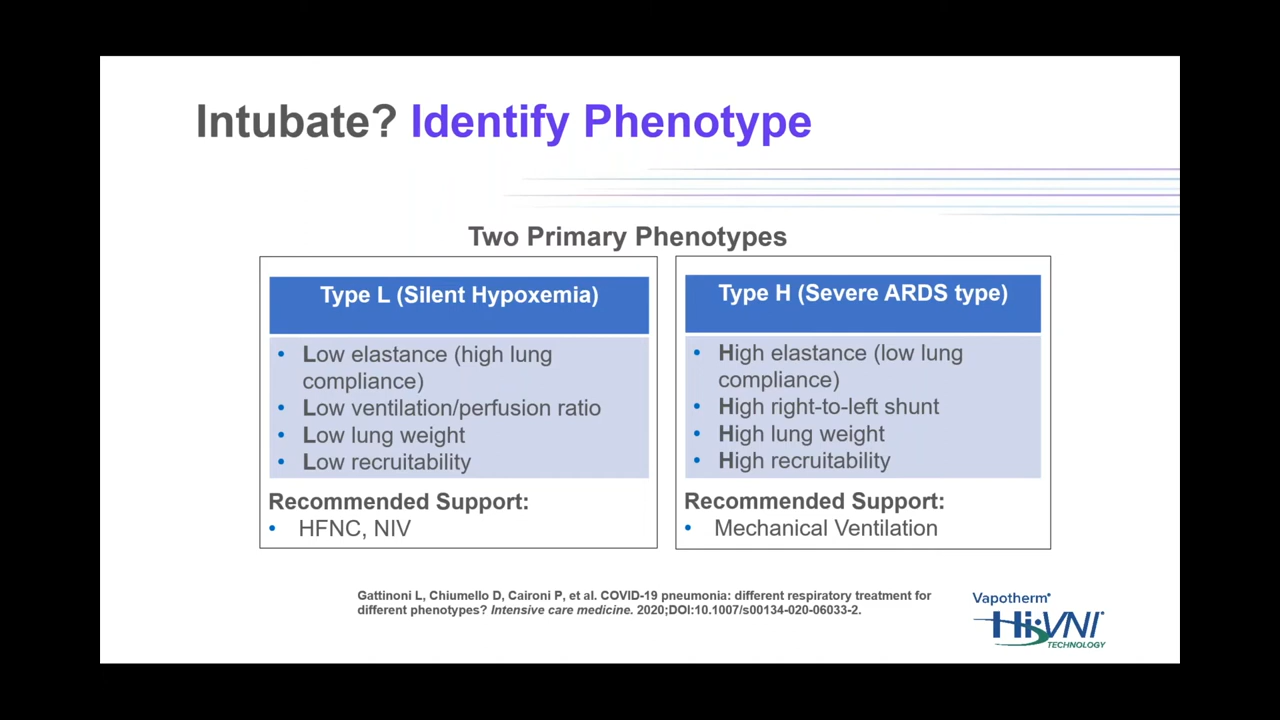 Intubate? Identify Phenotype
Two Primary Phenotypes
Type L (Silent Hypoxemia)
Low elastance (high lung
compliance)
Low ventilation/perfusion ratio
Low lung weight
Low recruitability
Recommended Support:
HFNC, NIV
Type H (Severe ARDS type)
High elastance (low lung
compliance)
High right-to-left shunt
High lung weight
High recruitability
Recommended Support:
Mechanical Ventilation
Gattinoni L, Chiumello D, Caironi P, et al. COVID-19 pneumonia: different respiratory treatment for
different phenotypes? Intensive care medicine. 2020;DOI:10.1007/s00134-020-06033-2.
Vapotherm®
Hi-VNI®
TECHNOLOGY